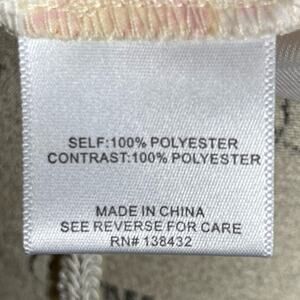 SELF:100% POLYESTER
CONTRAST:100% POLYESTER
MADE IN CHINA
SEE REVERSE FOR CARE
RN# 138432